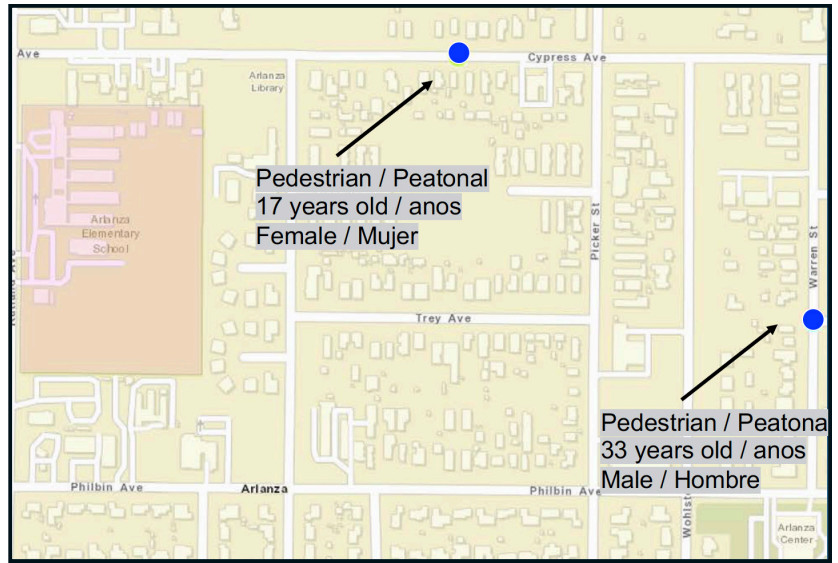 Ave
Cypress Ave
Arlanza
Library
Pedestrian / Peatonal
17 years old / anos
Female / Mujer
Arlanza
Elementary
School
Picker St
Warren St
Trey Ave
Pedestrian / Peatona
33 years old / anos
Male / Hombre
Philbin Ave
Arlanza
Philbin Ave
Arlanza
Center